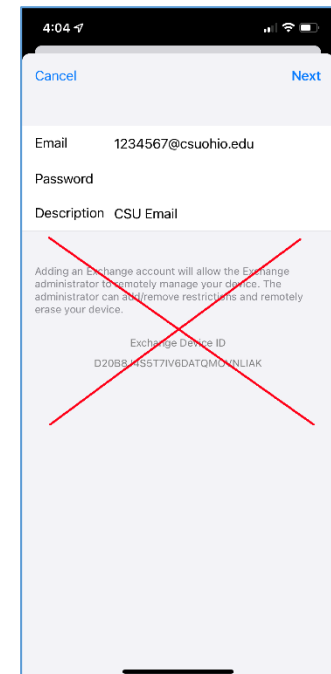 4:04
Cancel Next
Email 1234567@csuohio.edu
Password
Description CSU Email
Adding an Exchange account will allow the Exchange
administrator to remotely manage your device. The
administrator can add/remove restrictions and remotely
erase your device.
Exchange Device ID